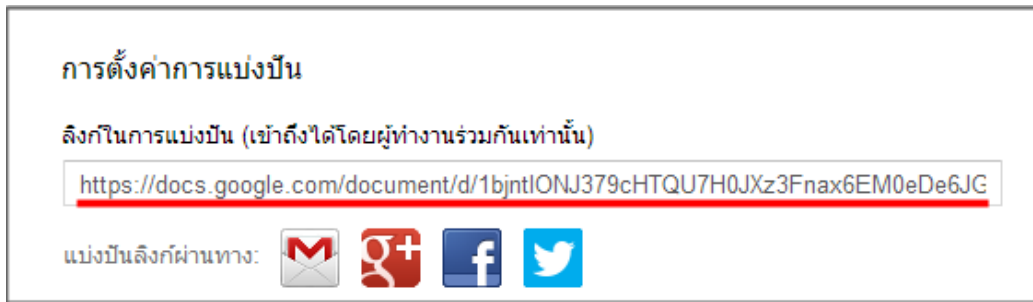 การตั้งค่าการแบ่งปัน
ลิงก์ในการแบ่งปัน (เข้าถึงได้โดยผู้ทำงานร่วมกันเท่านั้น)
https://docs.google.com/document/d/1bjntIONJ379cHTQU7H0JXz3Fnax6EM0eDe6JG
แบ่งปันลิงก์ผ่านทาง: